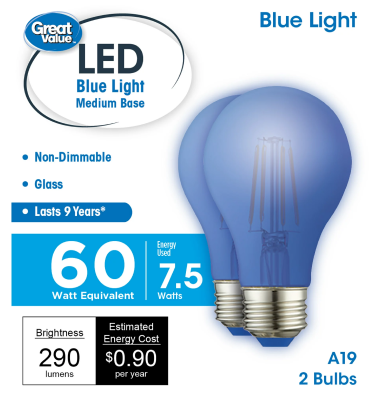 Great
Value™
LED
Blue Light
Medium Base
Blue Light
• Non-Dimmable
• Glass
• Lasts 9 Years*
60
Watt Equivalent
Energy
Used
7.5
Watts
Brightness
290
lumens
Estimated
Energy Cost
$0.90
per year
A19
2 Bulbs